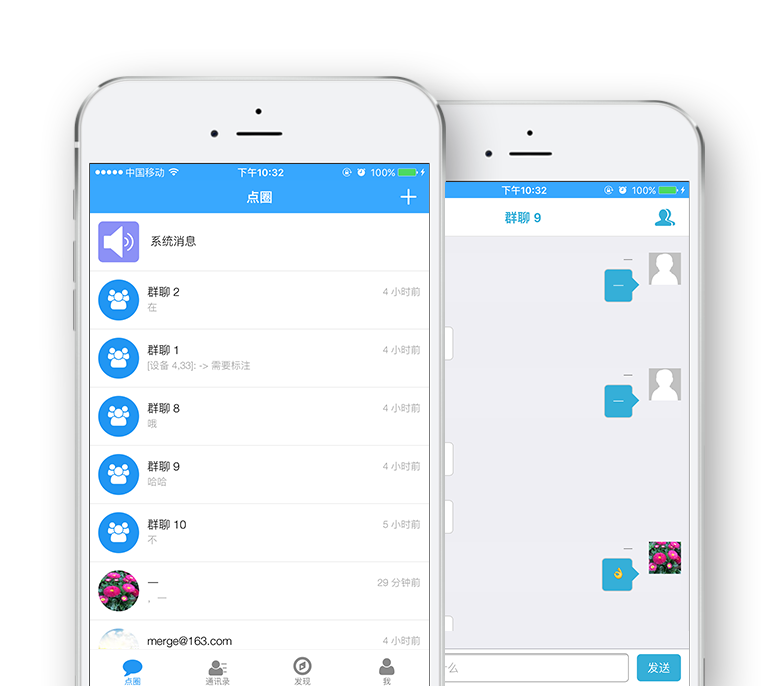 中国移动 下午10:32 100%
点圈
系统消息
群聊 2 4 小时前
在
群聊 1 4 小时前
[设备 4,33]: -> 需要标注
群聊 8 4 小时前
哦
群聊 9 4 小时前
哈哈
群聊 10 5 小时前
不
一 29 分钟前
，一
merge@163.com 4 小时前
点圈 通讯录 发现 我
下午10:32 100%
群聊 9
一
一
一
一
一
👌
么 发送